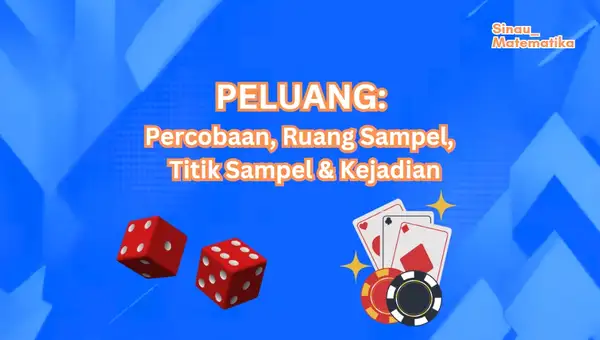 Sinau_
Matematika
PELUANG:
Percobaan, Ruang Sampel,
Titik Sampel & Kejadian